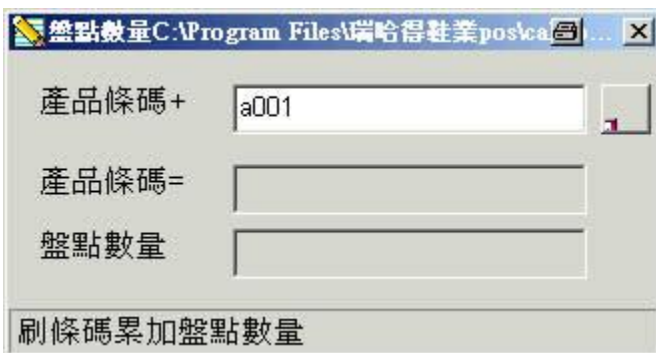 盤點數量C:\Program Files\瑞哈得鞋業pos\ca...
產品條碼+ a001
產品條碼=
盤點數量
刷條碼累加盤點數量